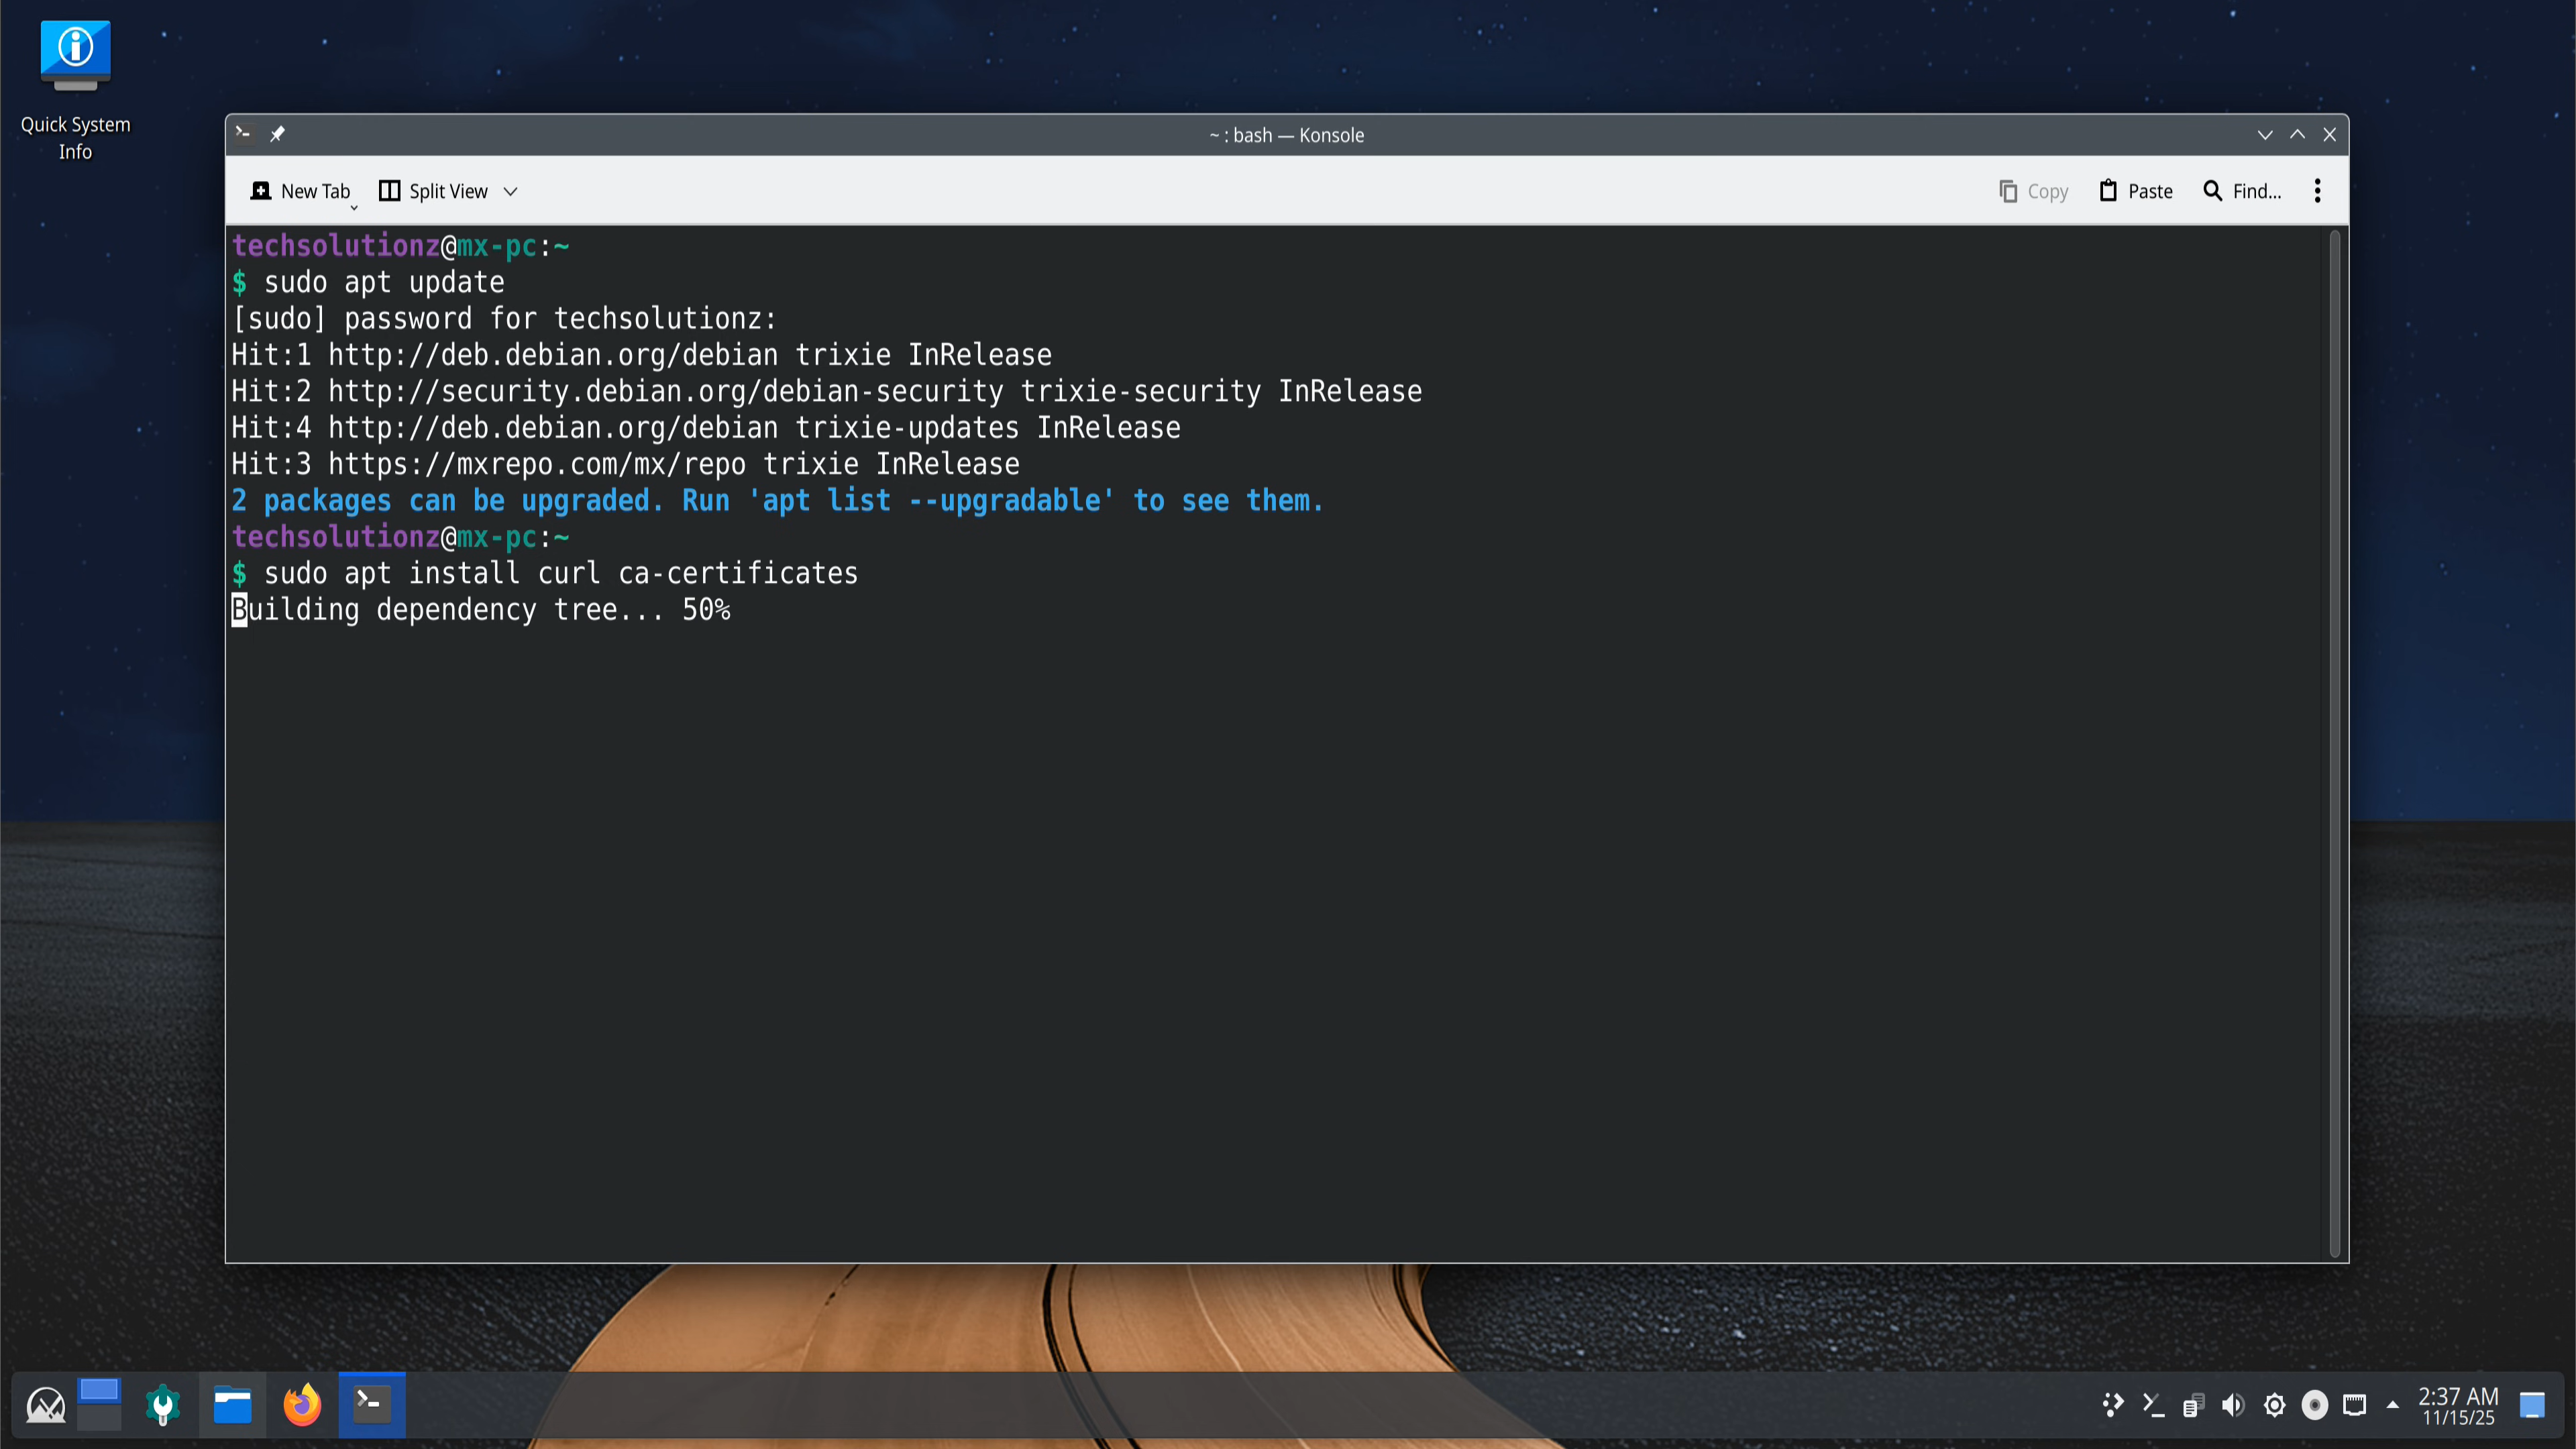 Quick System
Info
~ : bash — Konsole
New Tab
Split View
Copy
Paste
Find...
techsolutionz@mx-pc:~
$ sudo apt update
[sudo] password for techsolutionz:
Hit:1 http://deb.debian.org/debian trixie InRelease
Hit:2 http://security.debian.org/debian-security trixie-security InRelease
Hit:4 http://deb.debian.org/debian trixie-updates InRelease
Hit:3 https://mxrepo.com/mx/repo trixie InRelease
2 packages can be upgraded. Run 'apt list --upgradable' to see them.
techsolutionz@mx-pc:~
$ sudo apt install curl ca-certificates
Building dependency tree... 50%
2:37 AM
11/15/25